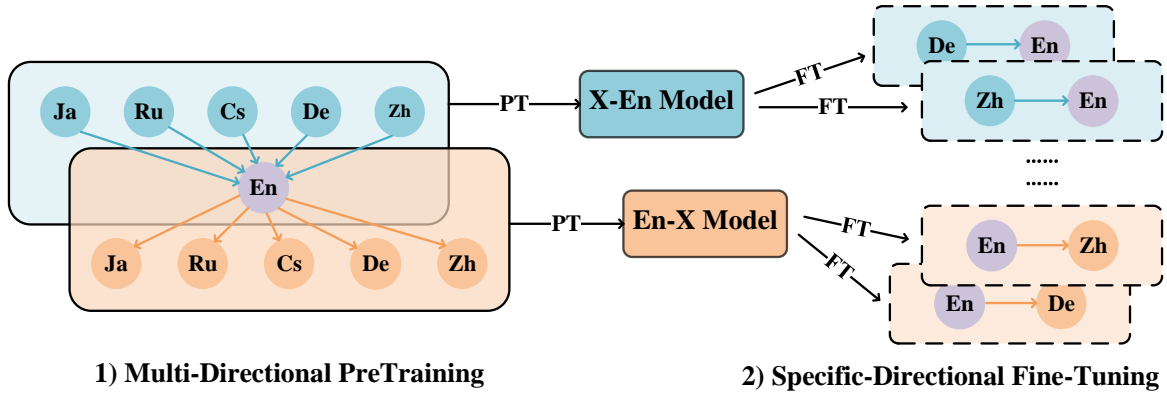 Ja Ru Cs De Zh
En
Ja Ru Cs De Zh
PT
X-En Model
PT
En-X Model
FT
FT
De En
Zh En
......
......
FT
FT
En Zh
En De
1) Multi-Directional PreTraining
2) Specific-Directional Fine-Tuning